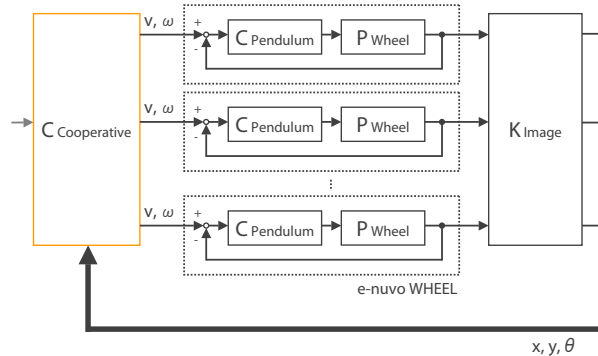 v, ω
+
-
C Pendulum
P Wheel
v, ω
+
-
C Pendulum
P Wheel
C Cooperative
K Image
v, ω
+
-
C Pendulum
P Wheel
e-nuvo WHEEL
x, y, θ